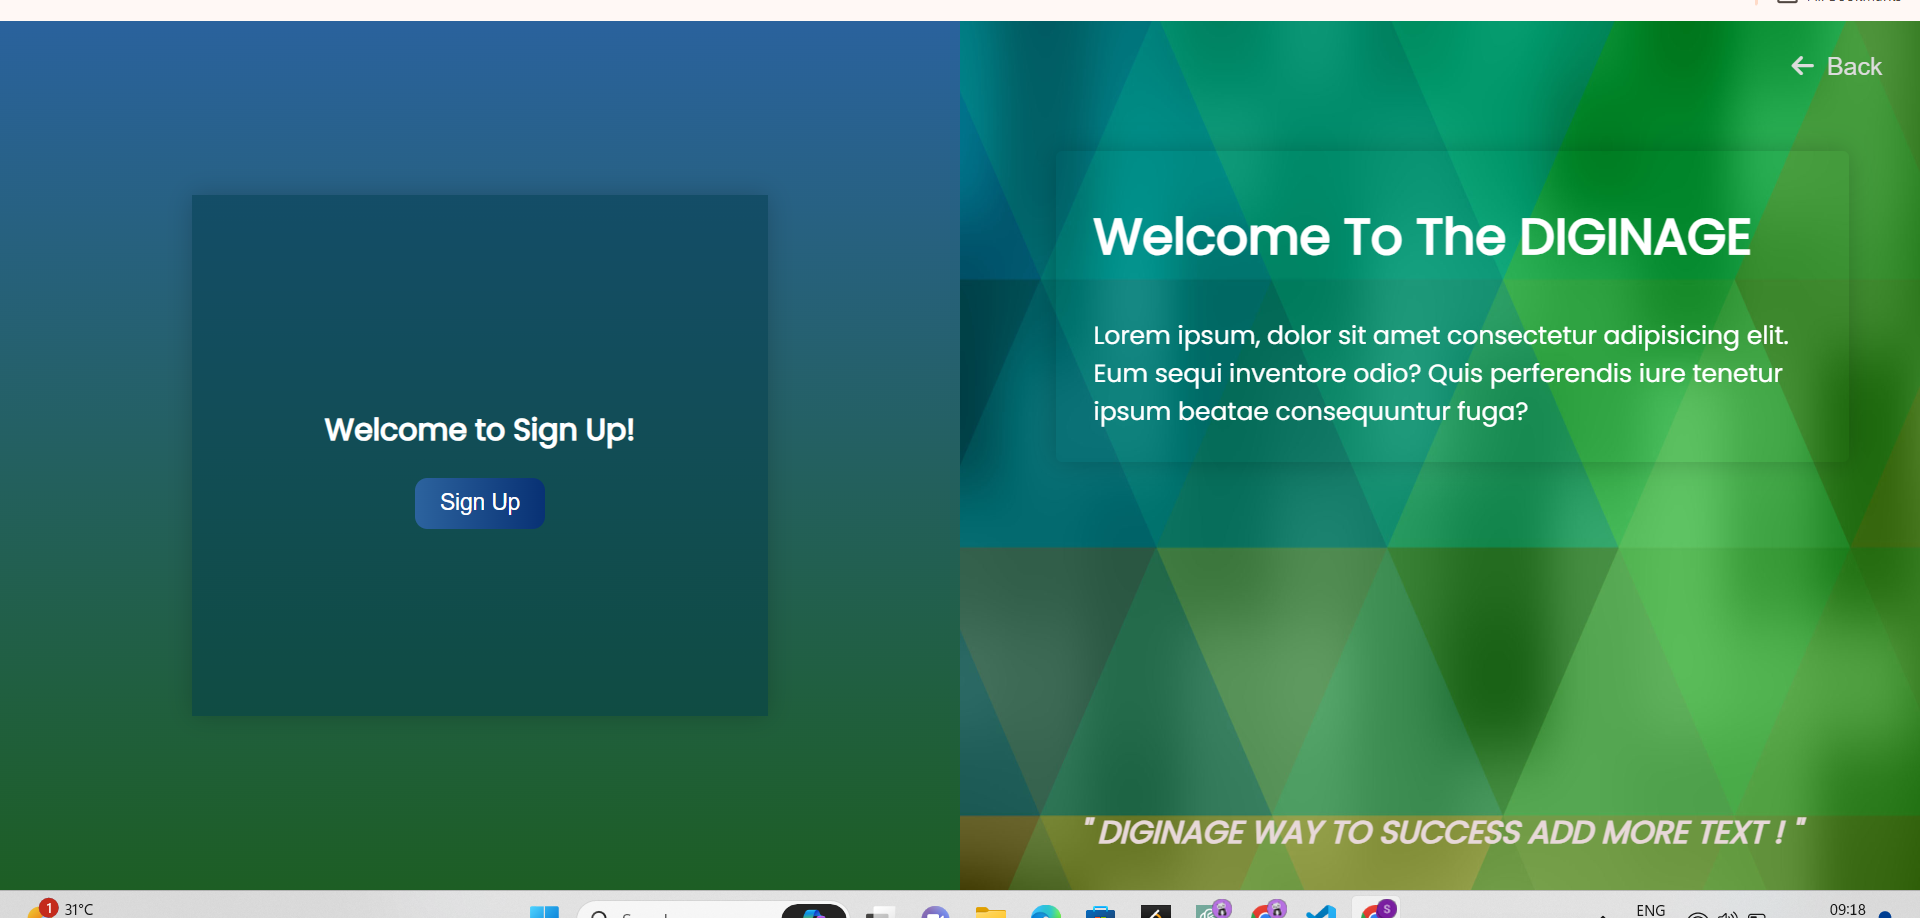 Back
Welcome To The DIGINAGE
Lorem ipsum, dolor sit amet consectetur adipisicing elit.
Eum sequi inventore odio? Quis perferendis iure tenetur
ipsum beatae consequuntur fuga?
Welcome to Sign Up!
Sign Up
" DIGINAGE WAY TO SUCCESS ADD MORE TEXT ! "
1
31°C
S
ENG
09:18